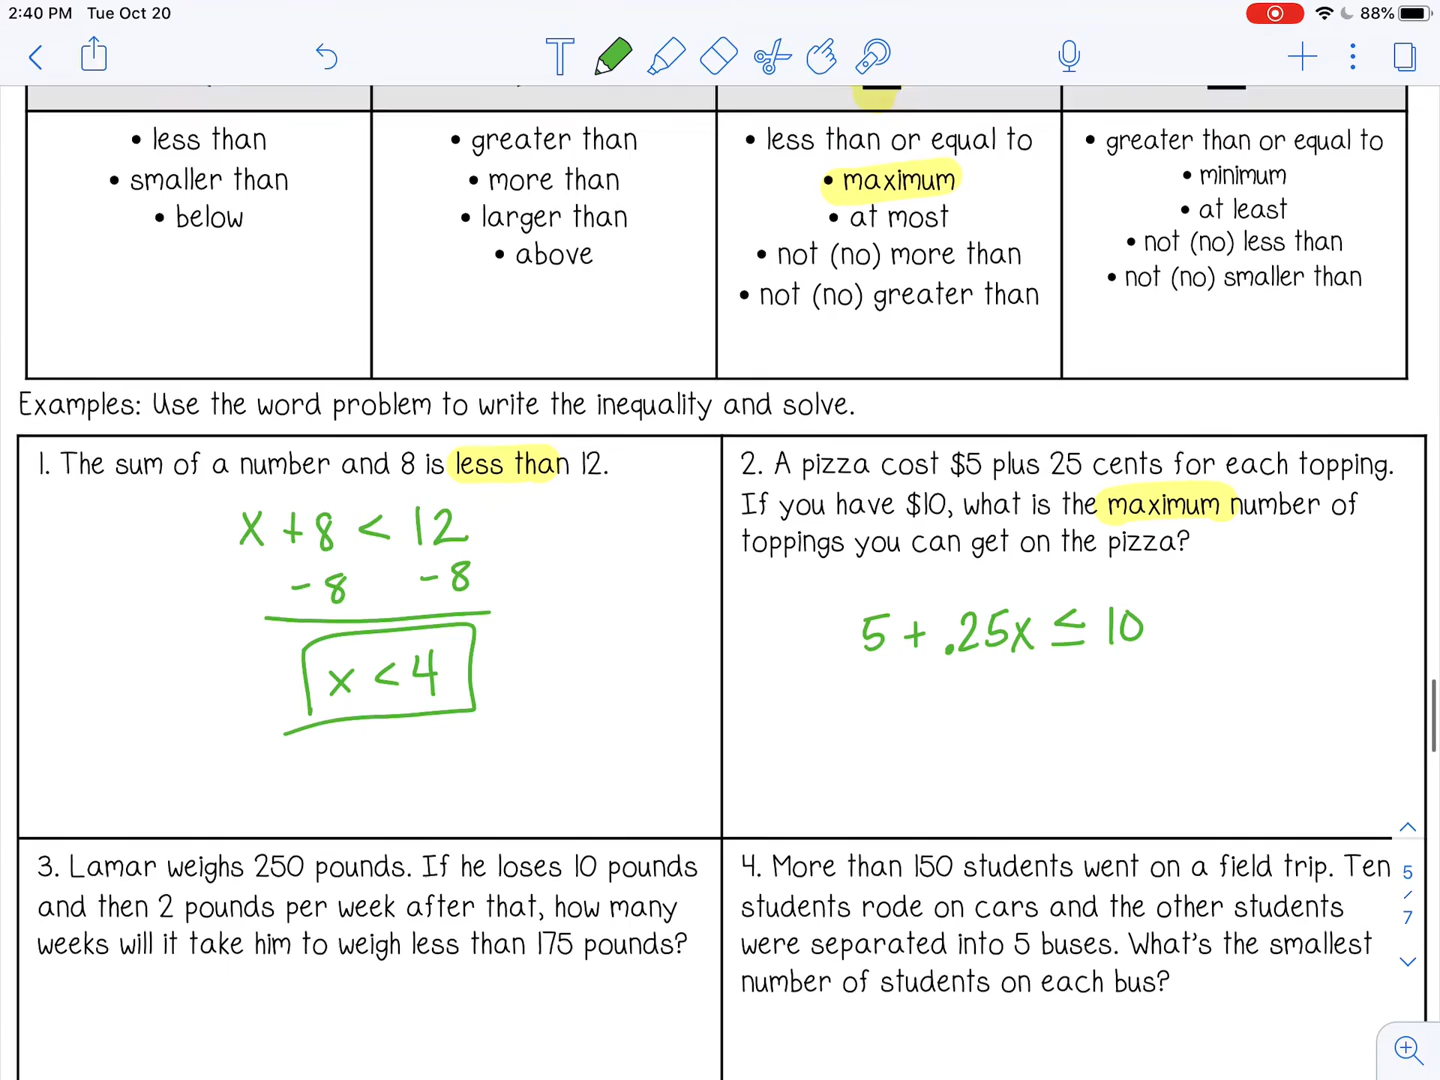 2:40 PM Tue Oct 20
88%
T
• less than
• smaller than
• below
• greater than
• more than
• larger than
• above
• less than or equal to
• maximum
• at most
• not (no) more than
• not (no) greater than
• greater than or equal to
• minimum
• at least
• not (no) less than
• not (no) smaller than
Examples: Use the word problem to write the inequality and solve.
1. The sum of a number and 8 is less than 12.
x + 8 < 12
- 8 - 8
x < 4
2. A pizza cost $5 plus 25 cents for each topping.
If you have $10, what is the maximum number of
toppings you can get on the pizza?
5 + .25x ≤ 10
3. Lamar weighs 250 pounds. If he loses 10 pounds
and then 2 pounds per week after that, how many
weeks will it take him to weigh less than 175 pounds?
4. More than 150 students went on a field trip. Ten
students rode on cars and the other students
were separated into 5 buses. What's the smallest
number of students on each bus?
5
/
7